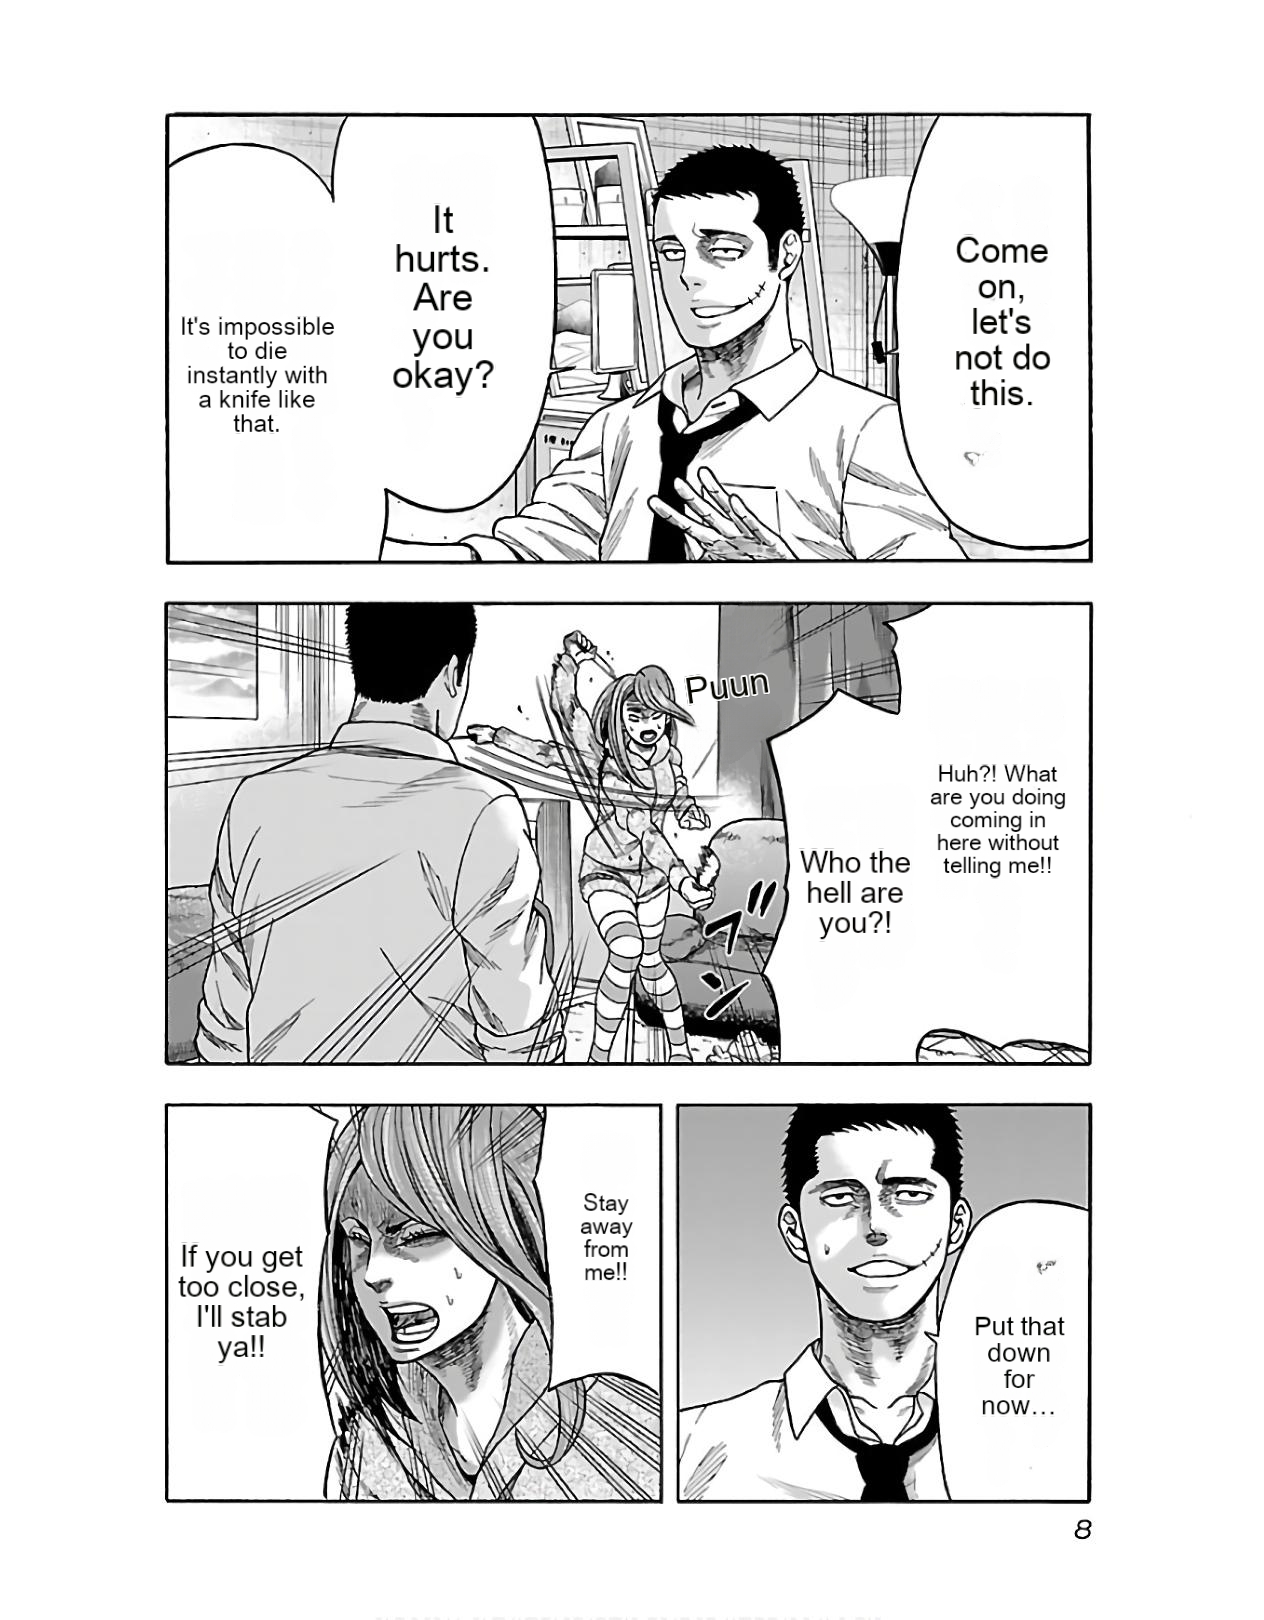 Come
on,
let's
not do
this.
It
hurts.
Are
you
okay?
It's impossible
to die
instantly with
a knife like
that.
Huh?! What
are you doing
coming in
here without
telling me!!
Who the
hell are
you?!
Puun
ブン
Put that
down
for
now…
Stay
away
from
me!!
If you get
too close,
I'll stab
ya!!
8